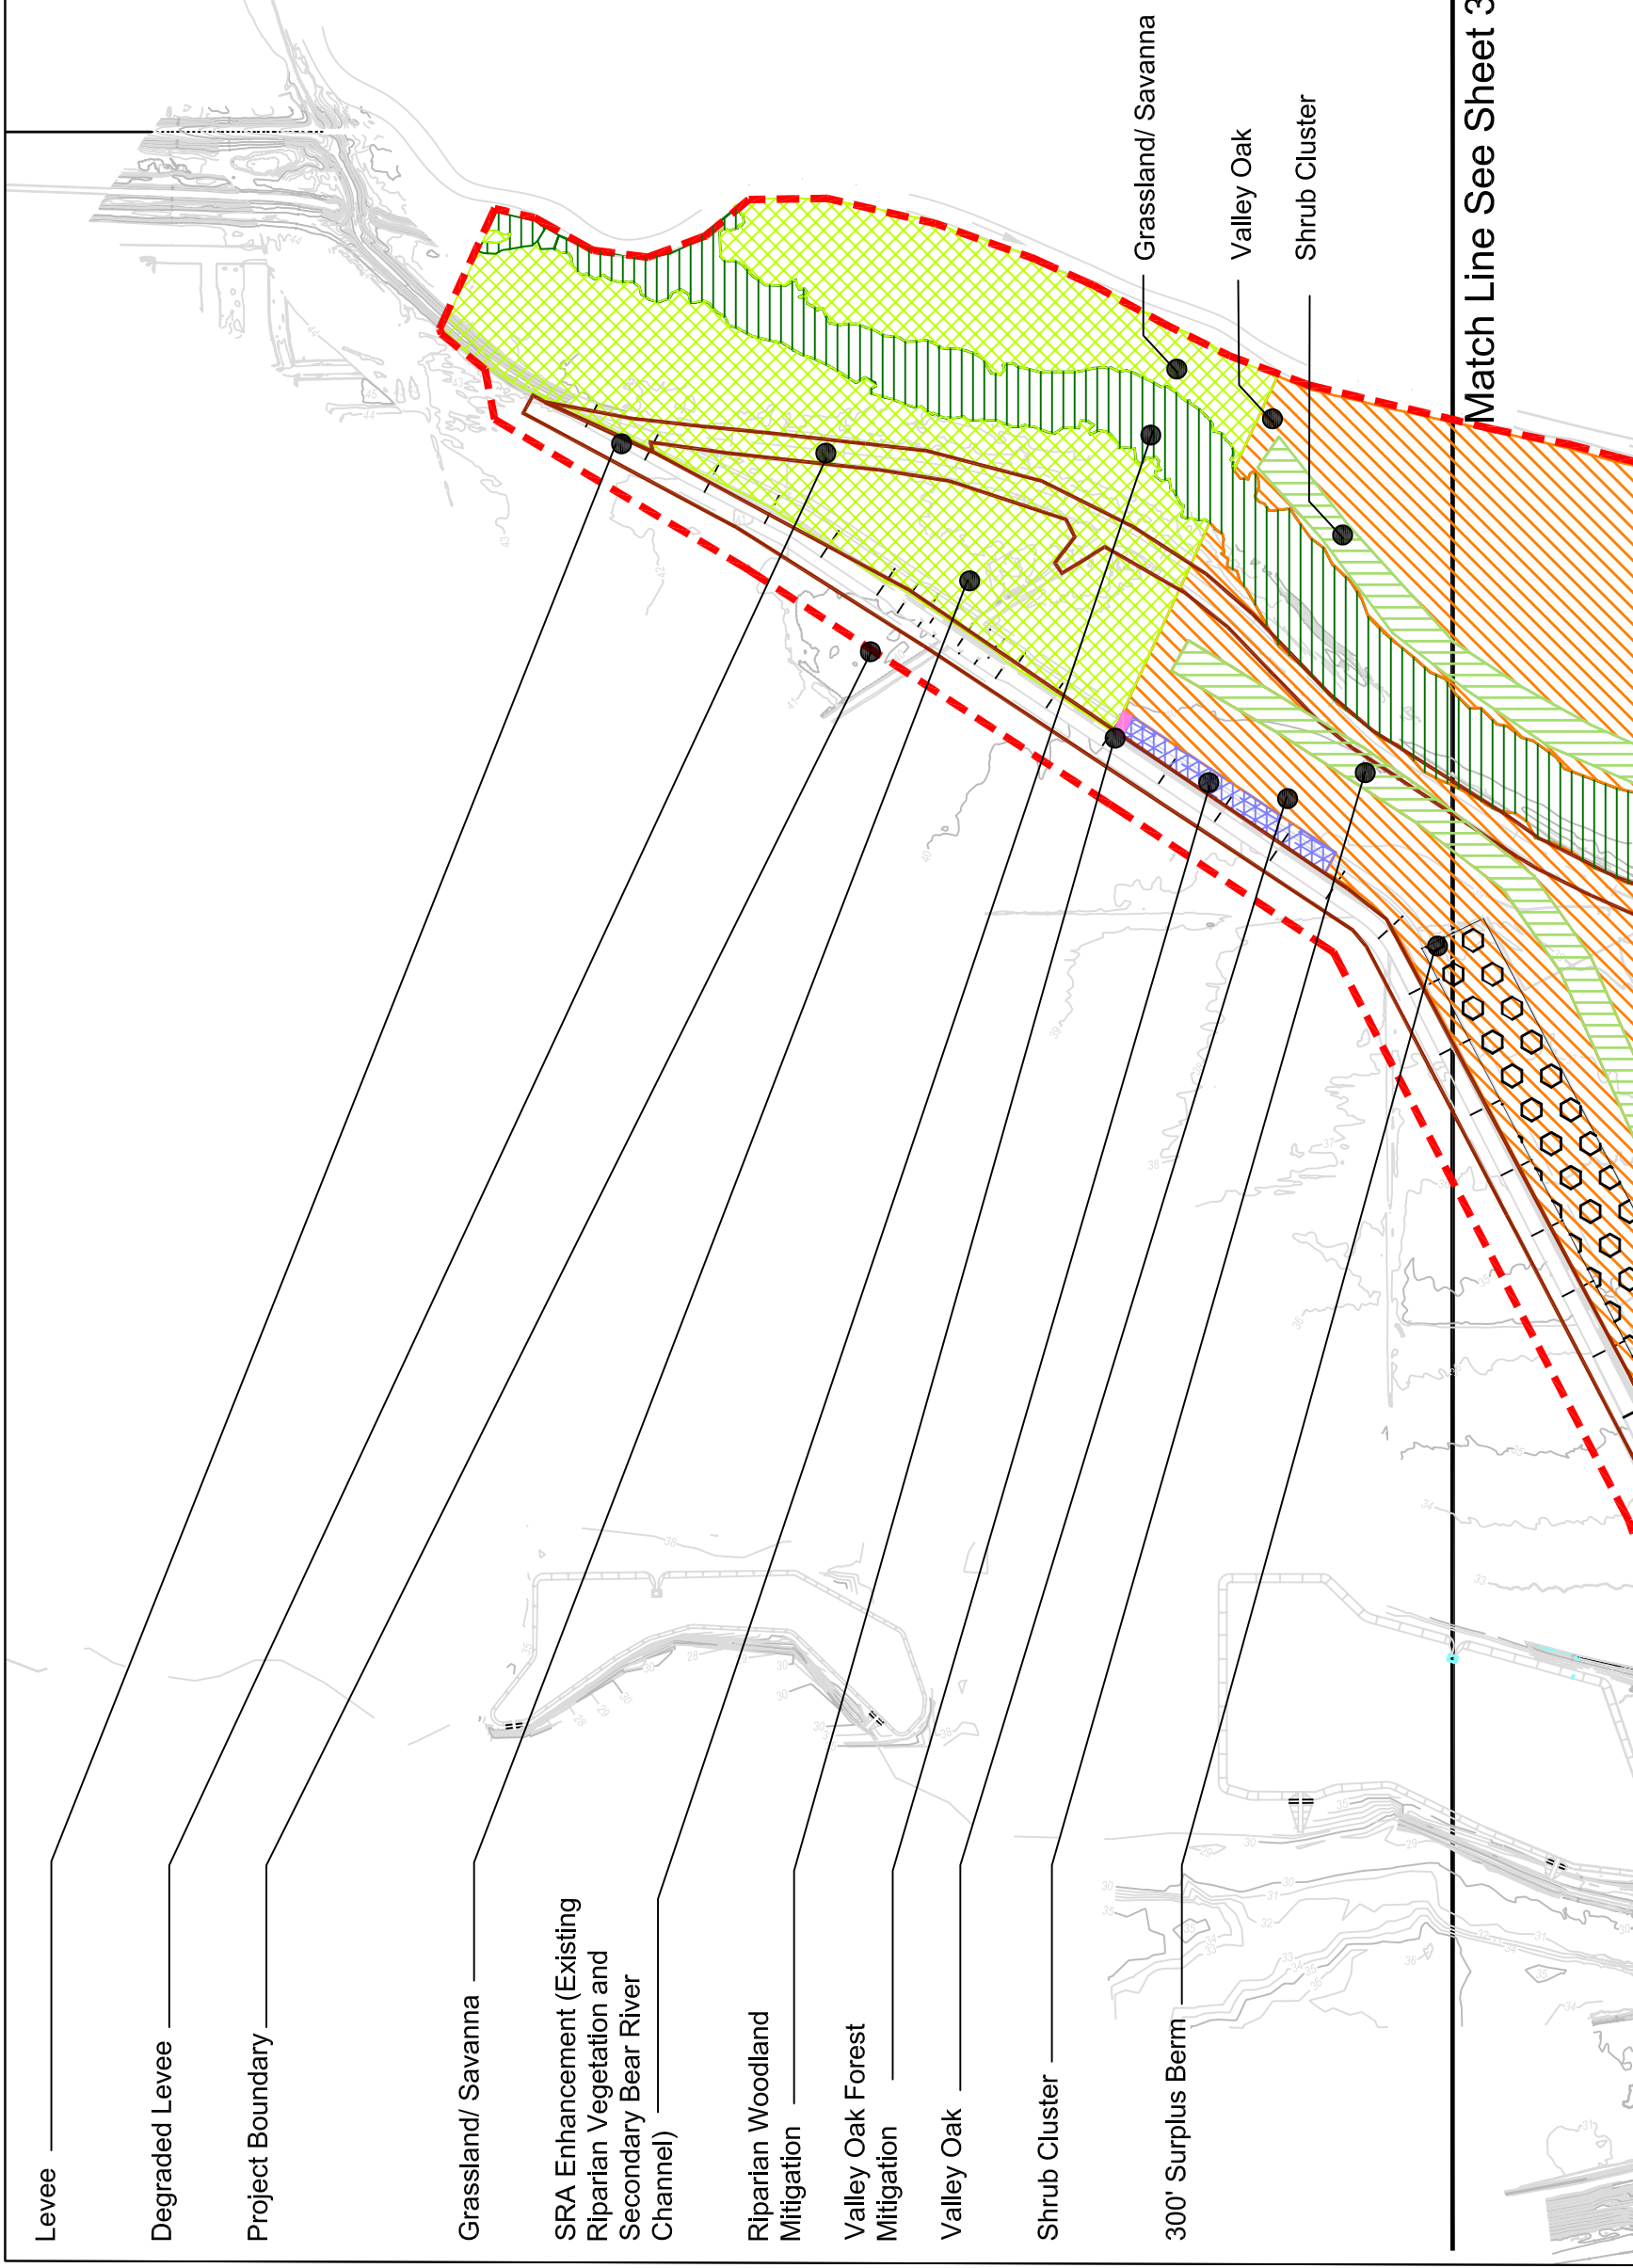 Levee
Degraded Levee
Project Boundary
Grassland/ Savanna
SRA Enhancement (Existing
Riparian Vegetation and
Secondary Bear River
Channel)
Riparian Woodland
Mitigation
Valley Oak Forest
Mitigation
Valley Oak
Shrub Cluster
300' Surplus Berm
Grassland/ Savanna
Valley Oak
Shrub Cluster
Match Line See Sheet 3